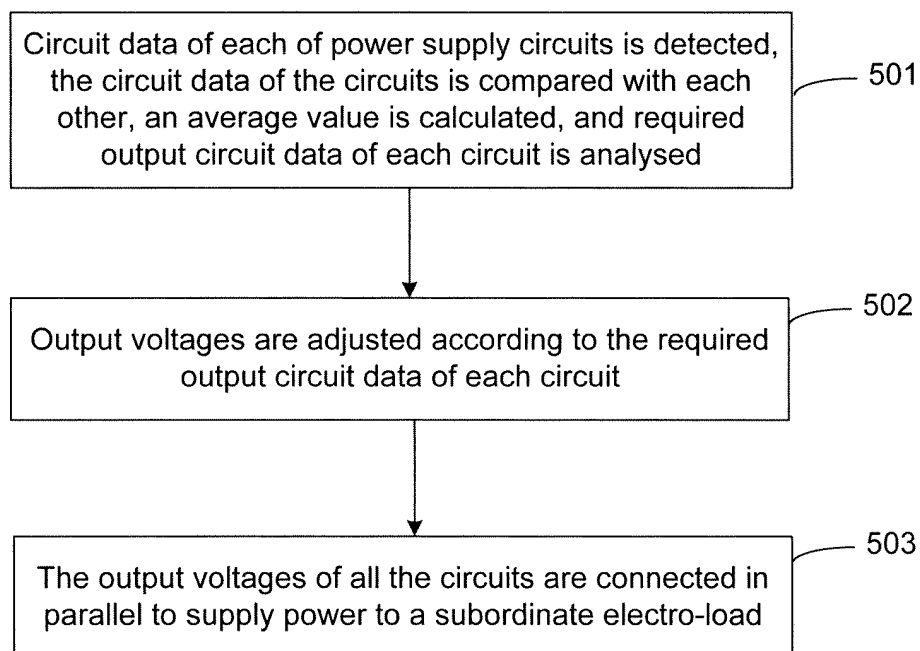 Circuit data of each of power supply circuits is detected,
the circuit data of the circuits is compared with each
other, an average value is calculated, and required
output circuit data of each circuit is analysed
501
Output voltages are adjusted according to the required
output circuit data of each circuit
502
The output voltages of all the circuits are connected in
parallel to supply power to a subordinate electro-load
503